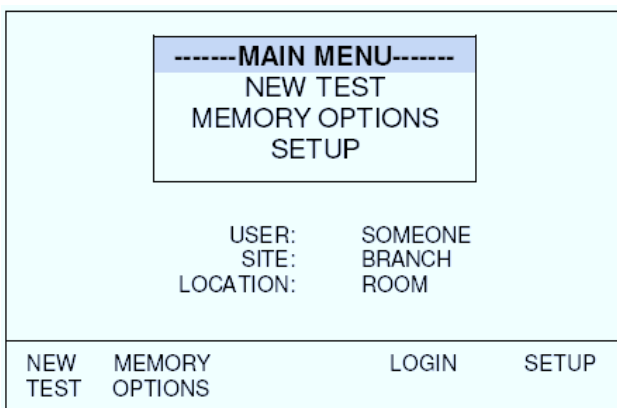 -------MAIN MENU-------
NEW TEST
MEMORY OPTIONS
SETUP
USER: SOMEONE
SITE: BRANCH
LOCATION: ROOM
NEW MEMORY LOGIN SETUP
TEST OPTIONS